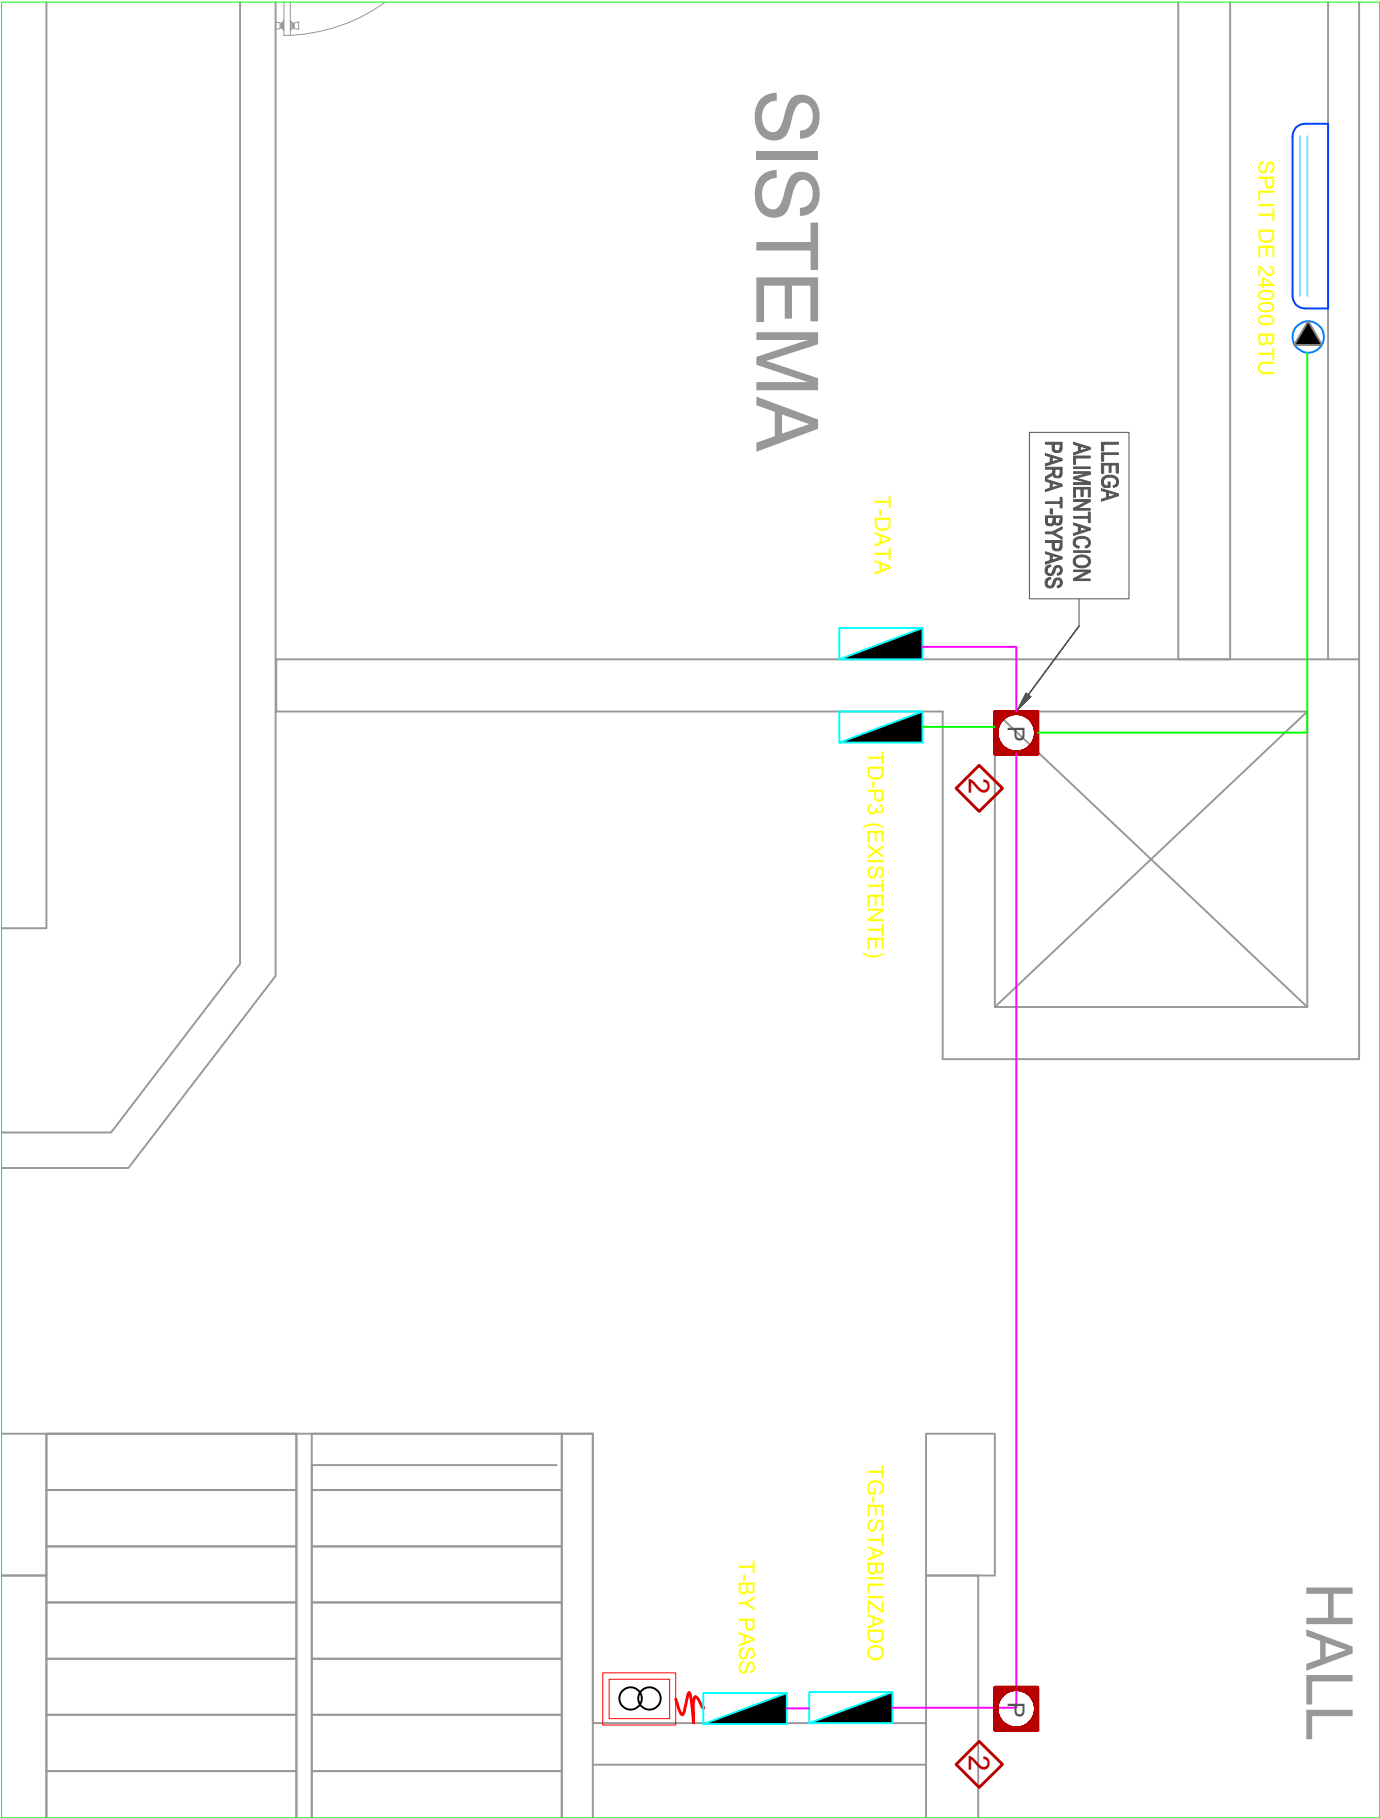 SPLIT DE 24000 BTU
HALL
LLEGA
ALIMENTACION
PARA T-BYPASS
P
P
2
2
T-DATA
TD-P3 (EXISTENTE)
TG-ESTABILIZADO
SISTEMA
T-BY PASS